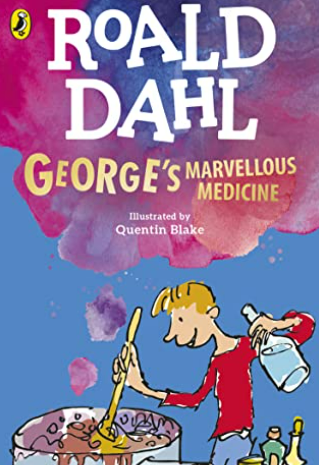 ROALD
DAHL
GEORGE'S MARVELLOUS
MEDICINE
Illustrated by
Quentin Blake